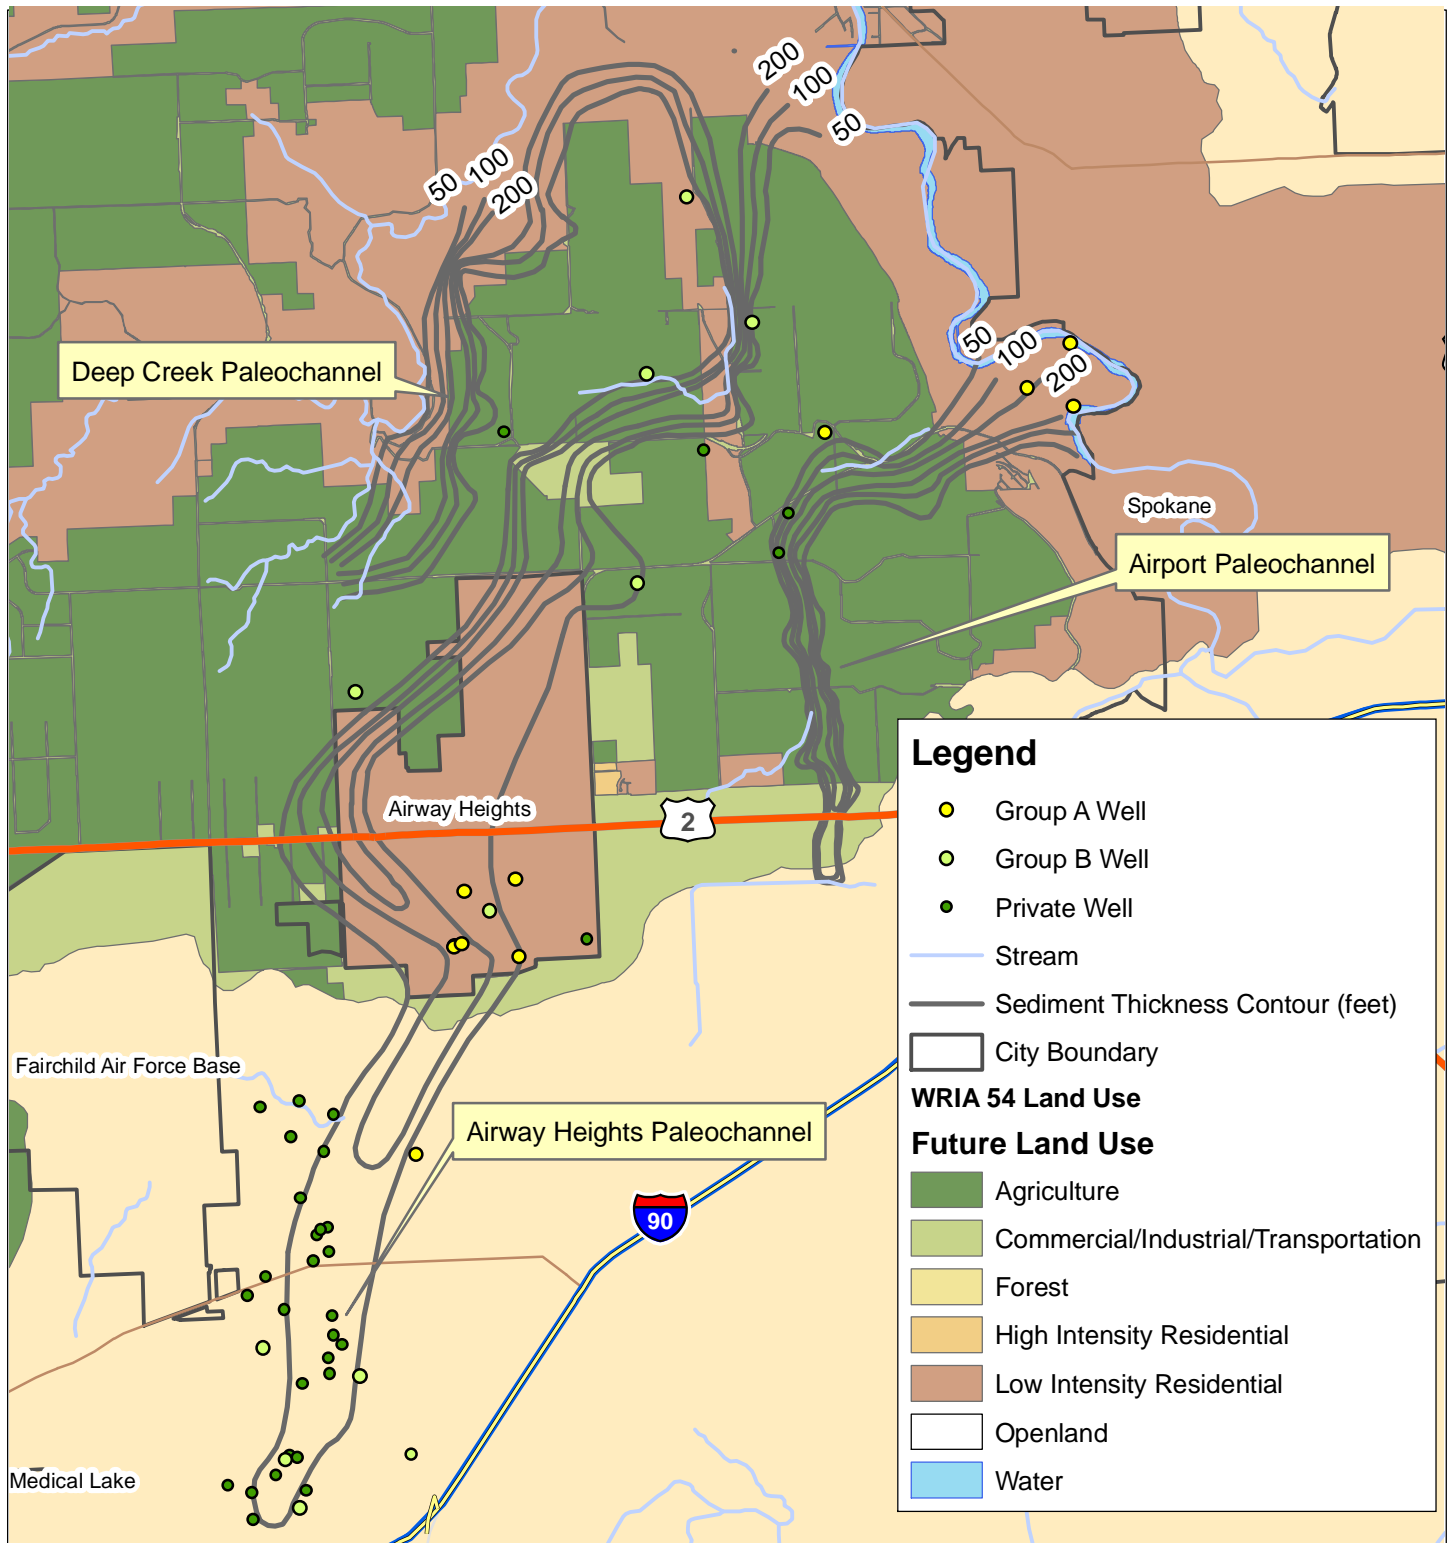 200
100
50
50
100
200
50
100
200
Deep Creek Paleochannel
Spokane
Airport Paleochannel
Airway Heights
2
Fairchild Air Force Base
Airway Heights Paleochannel
90
Medical Lake
Legend
Group A Well
Group B Well
Private Well
Stream
Sediment Thickness Contour (feet)
City Boundary
WRIA 54 Land Use
Future Land Use
Agriculture
Commercial/Industrial/Transportation
Forest
High Intensity Residential
Low Intensity Residential
Openland
Water